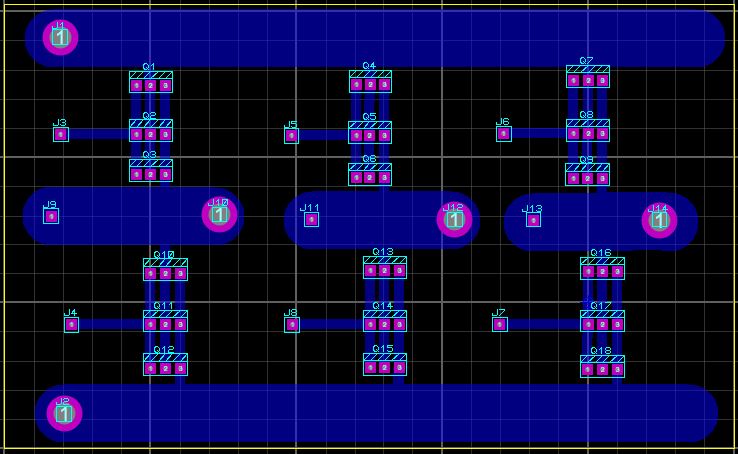 J1
1
Q1 Q4 Q7
1 2 3 1 2 3 1 2 3
J3 Q2 J5 Q5 J6 Q8
1 1 2 3 1 1 2 3 1 1 2 3
Q3 Q6 Q9
1 2 3 1 2 3 1 2 3
J9 J10 J11 J12 J13 J14
1 1 1 1 1 1
Q10 Q13 Q16
1 2 3 1 2 3 1 2 3
J4 Q11 J8 Q14 J7 Q17
1 1 2 3 1 1 2 3 1 1 2 3
Q12 Q15 Q18
1 2 3 1 2 3 1 2 3
J2
1